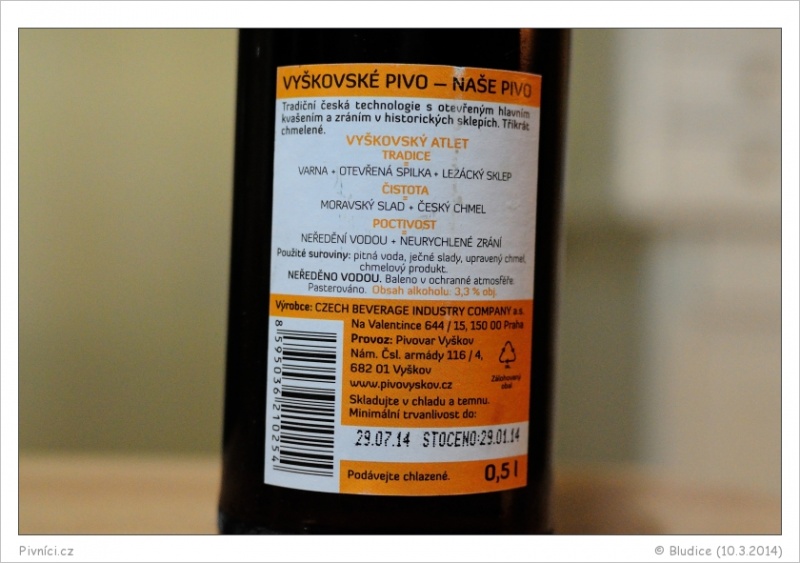 VYŠKOVSKÉ PIVO – NAŠE PIVO
Tradiční česká technologie s otevřeným hlavním
kvašením a zráním v historických sklepích. Třikrát
chmelené.
VYŠKOVSKÝ ATLET
TRADICE
VARNA + OTEVŘENÁ SPILKA + LEŽÁCKÝ SKLEP
ČISTOTA
MORAVSKÝ SLAD + ČESKÝ CHMEL
POCTIVOST
NEŘEDĚNÍ VODOU + NEURYCHLENÉ ZRÁNÍ
Použité suroviny: pitná voda, ječné slady, upravený chmel,
chmelový produkt.
NEŘEDĚNO VODOU. Baleno v ochranné atmosféře.
Pasterováno. Obsah alkoholu: 3,3 % obj.
Výrobce: CZECH BEVERAGE INDUSTRY COMPANY a.s.
Na Valentince 644 / 15, 150 00 Praha
Provoz: Pivovar Vyškov
Nám. Čsl. armády 116 / 4,
682 01 Vyškov
www.pivovyskov.cz
Zálohovaný
obal
Skladujte v chladu a temnu.
Minimální trvanlivost do:
29.07.14 STOČENO:29.01.14
Podávejte chlazené. 0,5 l
8 595036 210254
Pivníci.cz
© Bludice (10.3.2014)